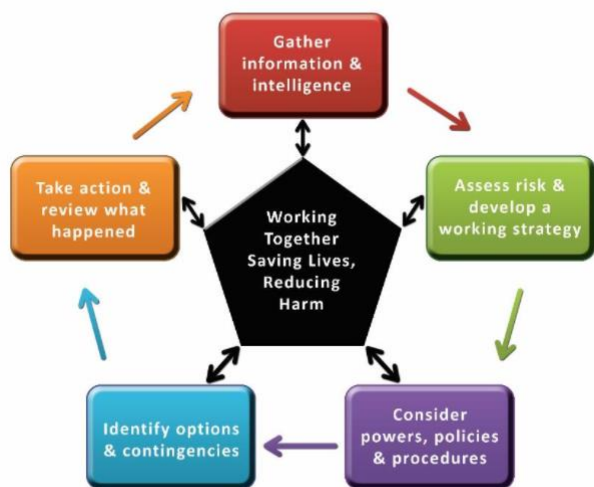 Gather
information &
intelligence
Take action &
review what
happened
Working
Together
Saving Lives,
Reducing
Harm
Assess risk &
develop a
working strategy
Identify options
& contingencies
Consider
powers, policies
& procedures